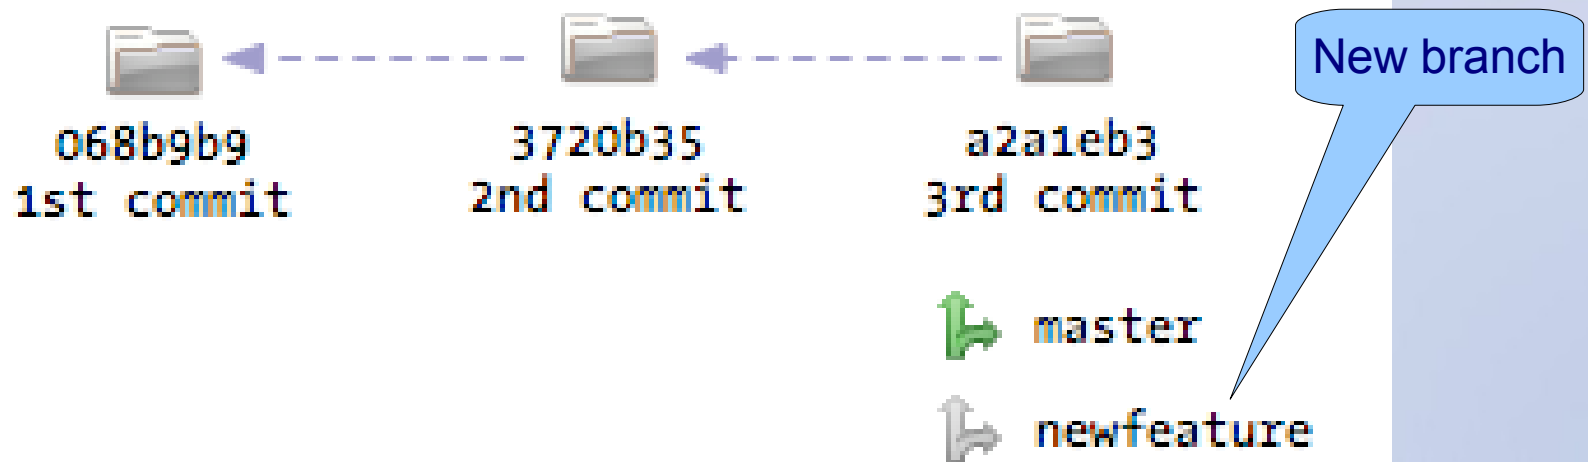 New branch
068b9b9
1st commit
3720b35
2nd commit
a2a1eb3
3rd commit
master
newfeature